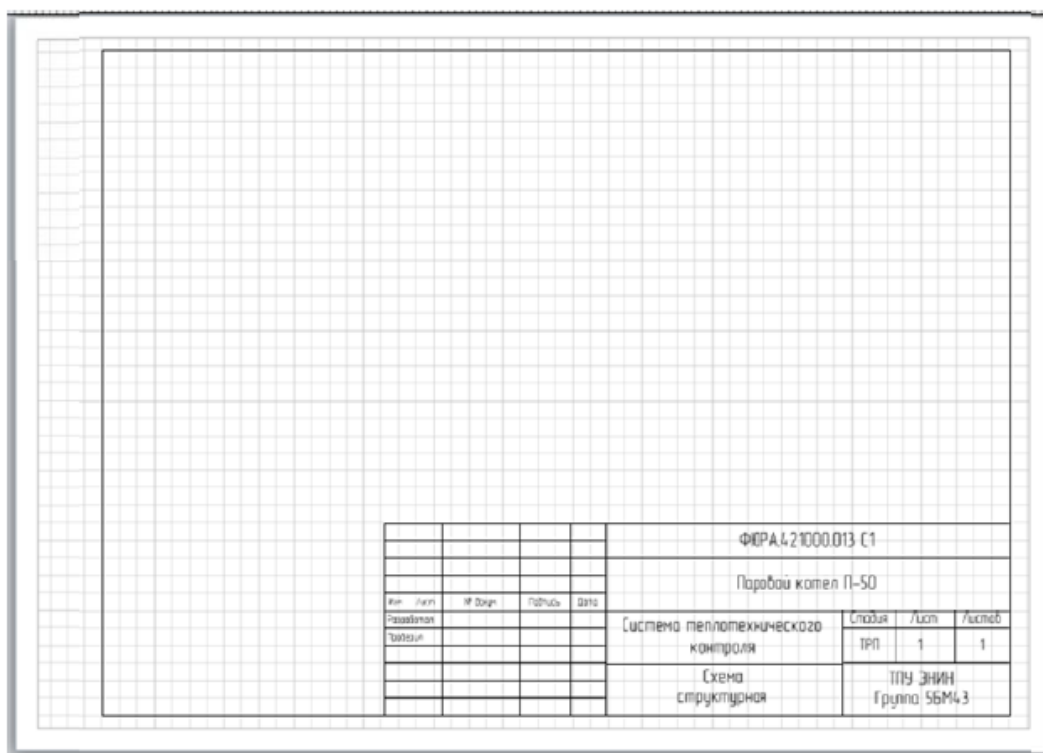 ФЮРА.421000.013 С1
Паровой котел П-50
Изм Лист № докум Подпись Дата
Разработал
Проверил
Система теплотехнического
контроля
Стадия Лист Листов
ТРП 1 1
Схема
структурная
ТПУ ЭНИН
Группа 5БМ43